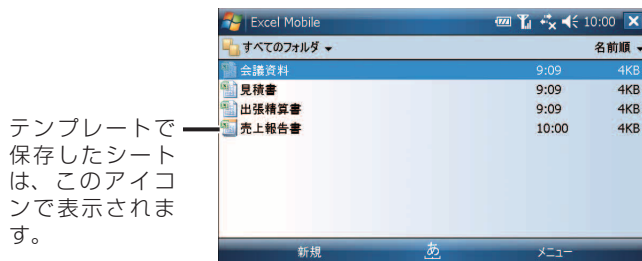 Excel Mobile 10:00
すべてのフォルダ 名前順
会議資料 9:09 4KB
見積書 9:09 4KB
出張精算書 9:09 4KB
売上報告書 10:00 4KB
新規 あ メニュー
テンプレートで
保存したシート
は、このアイコ
ンで表示されま
す。